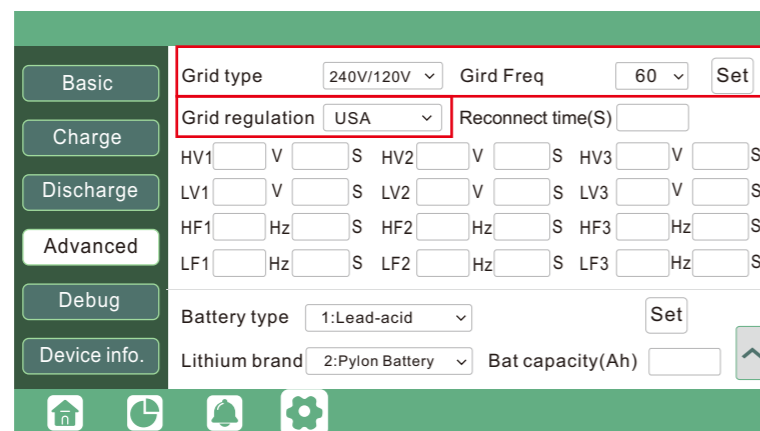 Basic
Charge
Discharge
Advanced
Debug
Device info.
Grid type 240V/120V Gird Freq 60 Set
Grid regulation USA Reconnect time(S)
HV1 V S HV2 V S HV3 V S
LV1 V S LV2 V S LV3 V S
HF1 Hz S HF2 Hz S HF3 Hz S
LF1 Hz S LF2 Hz S LF3 Hz S
Battery type 1:Lead-acid Set
Lithium brand 2:Pylon Battery Bat capacity(Ah)